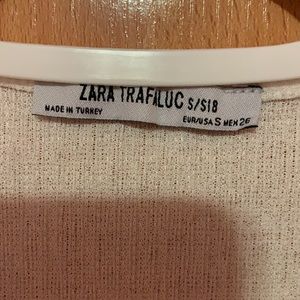 ZARA TRAFALUC S/S18
MADE IN TURKEY
EUR/USA S MEX 26